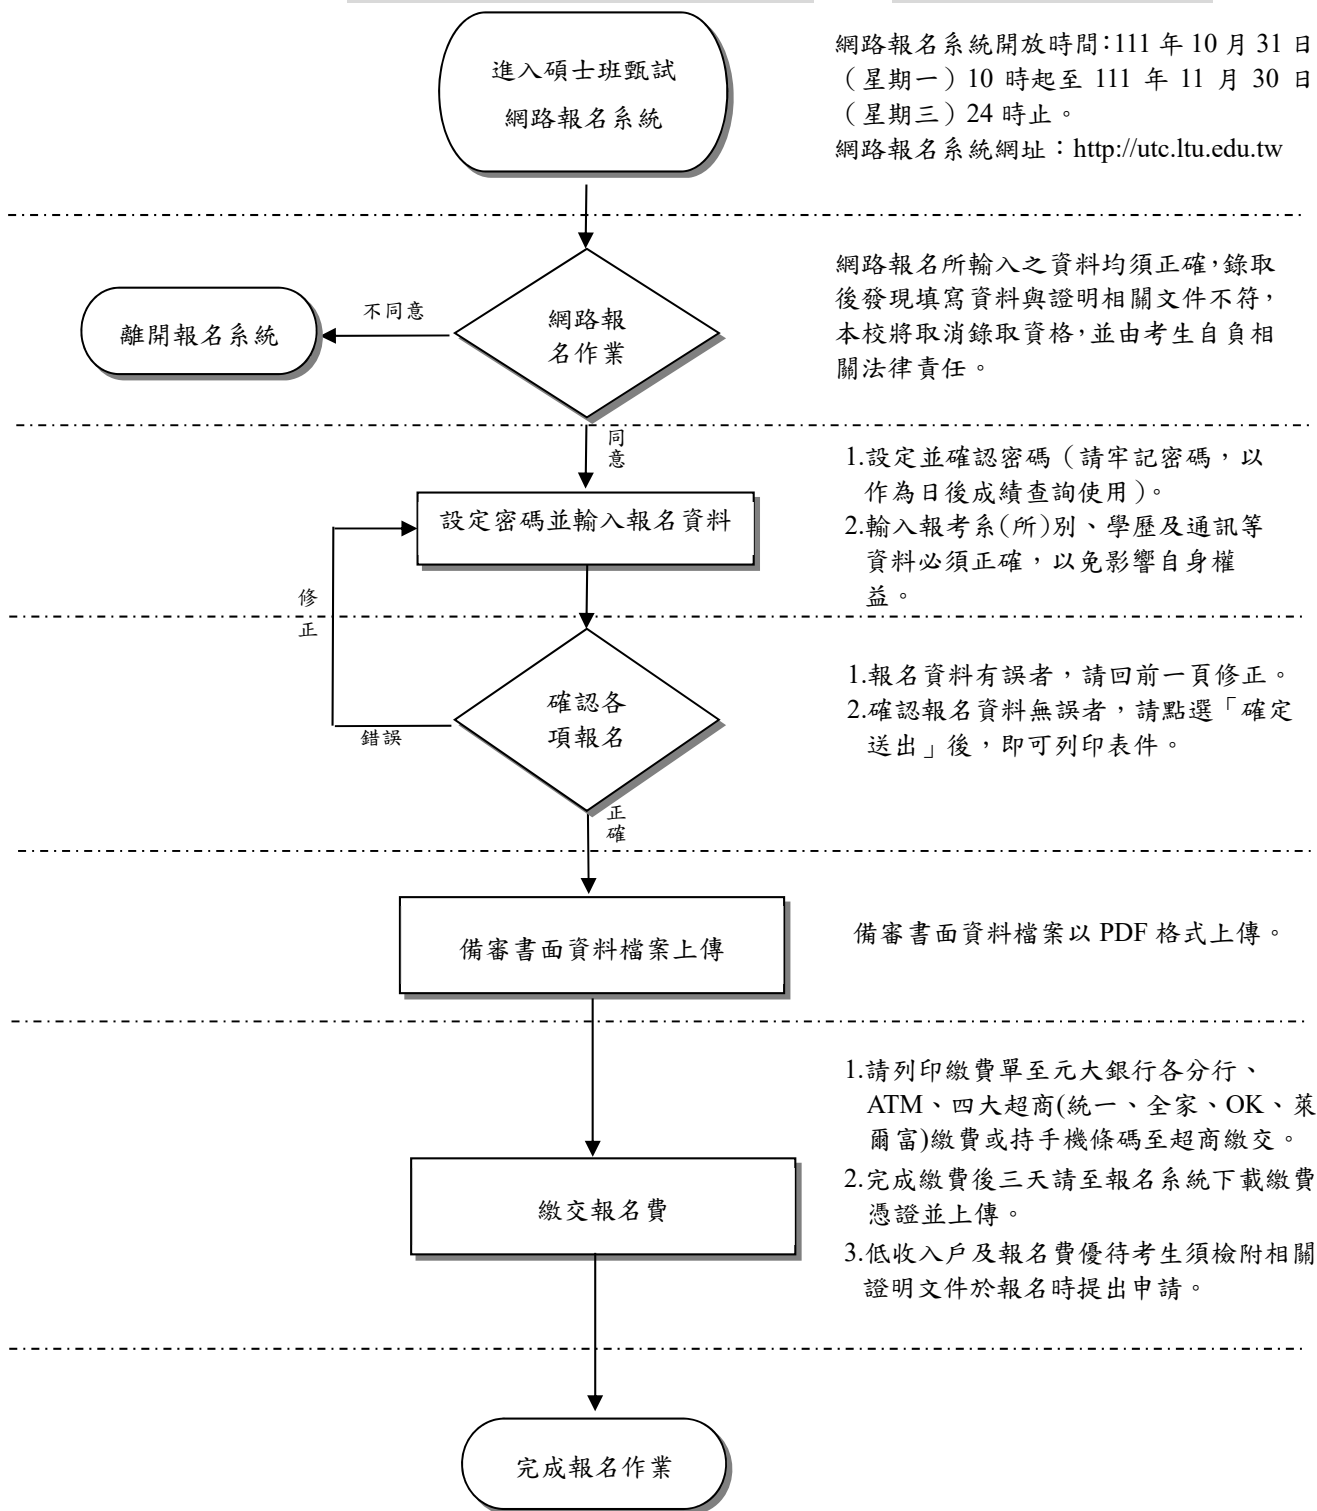 進入碩士班甄試
網路報名系統
網路報名系統開放時間:111 年 10 月 31 日
（星期一）10 時起至 111 年 11 月 30 日
（星期三）24 時止。
網路報名系統網址：http://utc.ltu.edu.tw
離開報名系統
不同意
網路報
名作業
網路報名所輸入之資料均須正確,錄取
後發現填寫資料與證明相關文件不符,
本校將取消錄取資格,並由考生自負相
關法律責任。
同
意
設定密碼並輸入報名資料
1.設定並確認密碼（請牢記密碼，以
作為日後成績查詢使用）。
2.輸入報考系(所)別、學歷及通訊等
資料必須正確，以免影響自身權
益。
修
正
確認各
項報名
錯誤
1.報名資料有誤者，請回前一頁修正。
2.確認報名資料無誤者，請點選「確定
送出」後，即可列印表件。
正
確
備審書面資料檔案上傳
備審書面資料檔案以 PDF 格式上傳。
繳交報名費
1.請列印繳費單至元大銀行各分行、
ATM、四大超商(統一、全家、OK、萊
爾富)繳費或持手機條碼至超商繳交。
2.完成繳費後三天請至報名系統下載繳費
憑證並上傳。
3.低收入戶及報名費優待考生須檢附相關
證明文件於報名時提出申請。
完成報名作業